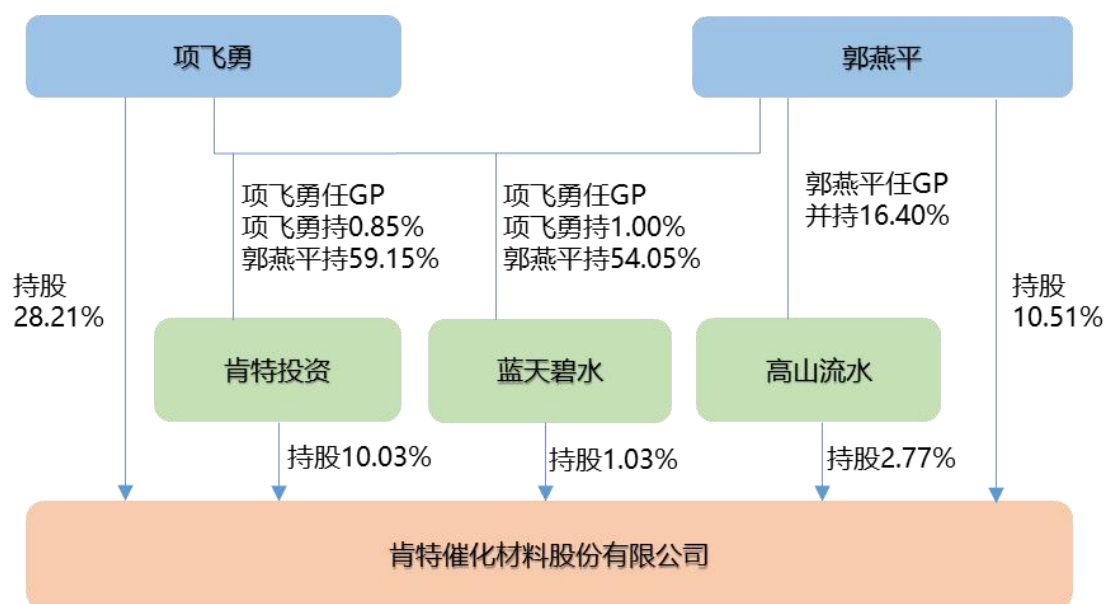 项飞勇
郭燕平
项飞勇任GP
项飞勇持0.85%
郭燕平持59.15%
项飞勇任GP
项飞勇持1.00%
郭燕平持54.05%
郭燕平任GP
并持16.40%
持股
28.21%
持股
10.51%
肯特投资
蓝天碧水
高山流水
持股10.03%
持股1.03%
持股2.77%
肯特催化材料股份有限公司